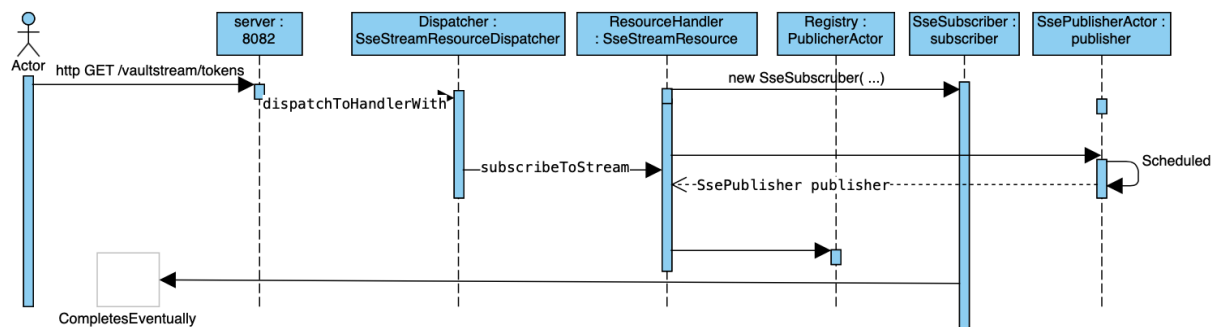 server :
8082
Dispatcher :
SseStreamResourceDispatcher
ResourceHandler
: SseStreamResource
Registry :
PublicherActor
SseSubscriber :
subscriber
SsePublisherActor :
publisher
Actor
http GET /vaultstream/tokens
new SseSubscruber( ...)
dispatchToHandlerWith
subscribeToStream
Scheduled
SsePublisher publisher
CompletesEventually